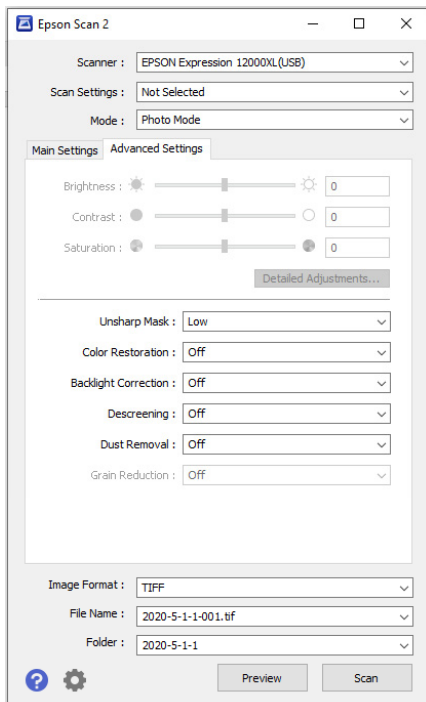 Epson Scan 2
Scanner : EPSON Expression 12000XL(USB)
Scan Settings : Not Selected
Mode : Photo Mode
Main Settings Advanced Settings
Brightness : 0
Contrast : 0
Saturation : 0
Detailed Adjustments...
Unsharp Mask : Low
Color Restoration : Off
Backlight Correction : Off
Descreening : Off
Dust Removal : Off
Grain Reduction : Off
Image Format : TIFF
File Name : 2020-5-1-1-001.tif
Folder : 2020-5-1-1
? Preview Scan